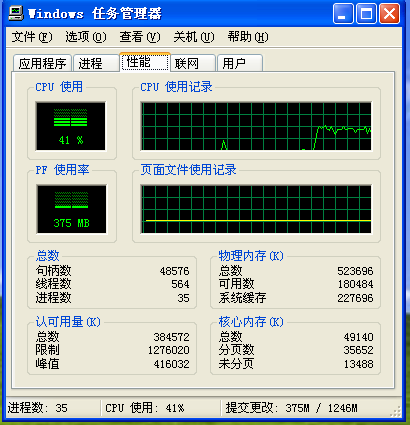 Windows 任务管理器
文件(F) 选项(O) 查看(V) 关机(U) 帮助(H)
应用程序 进程 性能 联网 用户
CPU 使用 CPU 使用记录
41 %
PF 使用率 页面文件使用记录
375 MB
总数 物理内存(K)
句柄数 48576 总数 523696
线程数 564 可用数 180484
进程数 35 系统缓存 227696
认可用量(K) 核心内存(K)
总数 384572 总数 49140
限制 1276020 分页数 35652
峰值 416032 未分页 13488
进程数: 35 CPU 使用: 41% 提交更改: 375M / 1246M